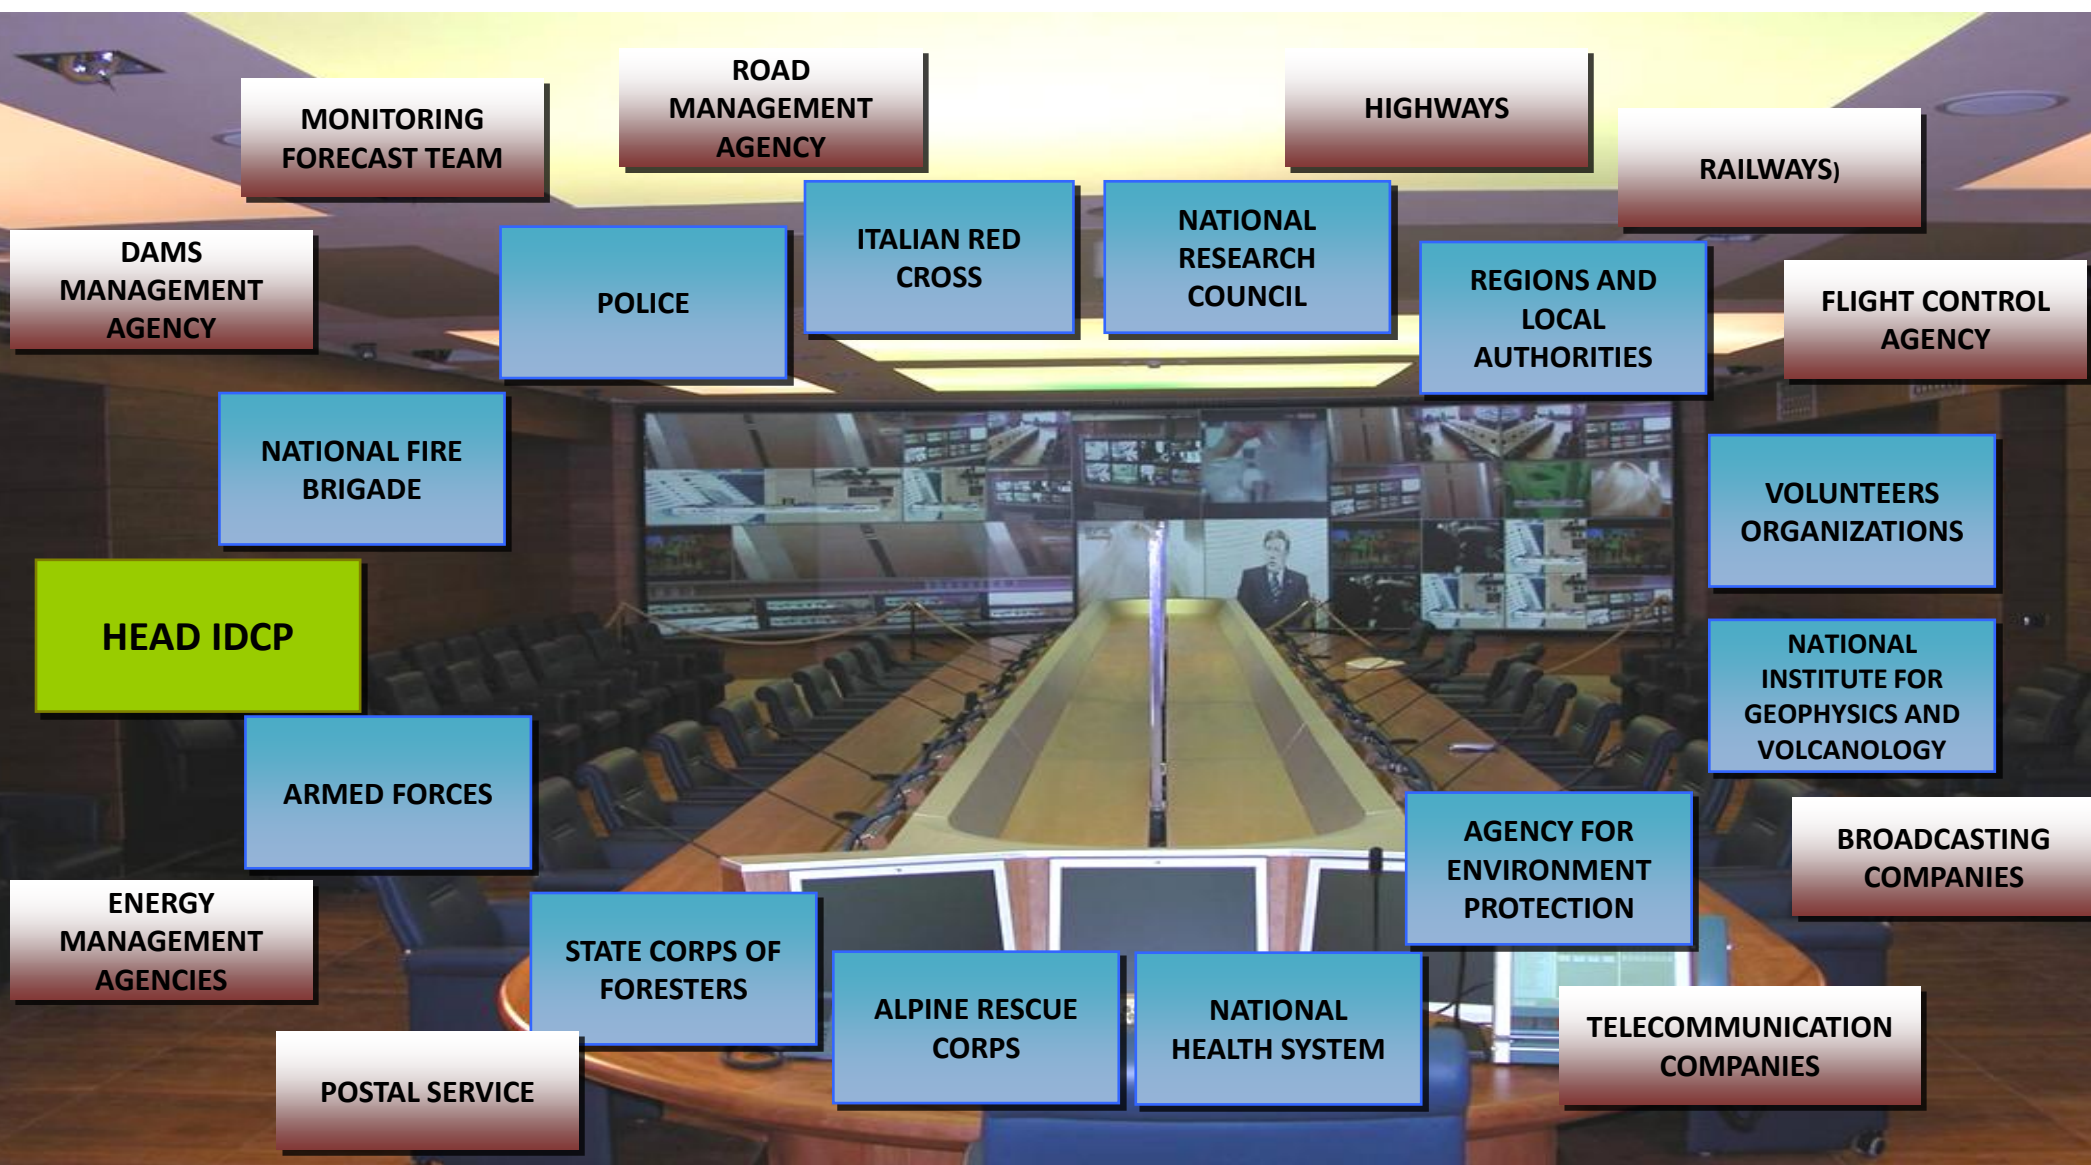 ROAD
MANAGEMENT
AGENCY
HIGHWAYS
MONITORING
FORECAST TEAM
RAILWAYS)
DAMS
MANAGEMENT
AGENCY
POLICE
ITALIAN RED
CROSS
NATIONAL
RESEARCH
COUNCIL
REGIONS AND
LOCAL
AUTHORITIES
FLIGHT CONTROL
AGENCY
NATIONAL FIRE
BRIGADE
VOLUNTEERS
ORGANIZATIONS
HEAD IDCP
NATIONAL
INSTITUTE FOR
GEOPHYSICS AND
VOLCANOLOGY
ARMED FORCES
AGENCY FOR
ENVIRONMENT
PROTECTION
BROADCASTING
COMPANIES
ENERGY
MANAGEMENT
AGENCIES
STATE CORPS OF
FORESTERS
ALPINE RESCUE
CORPS
NATIONAL
HEALTH SYSTEM
TELECOMMUNICATION
COMPANIES
POSTAL SERVICE